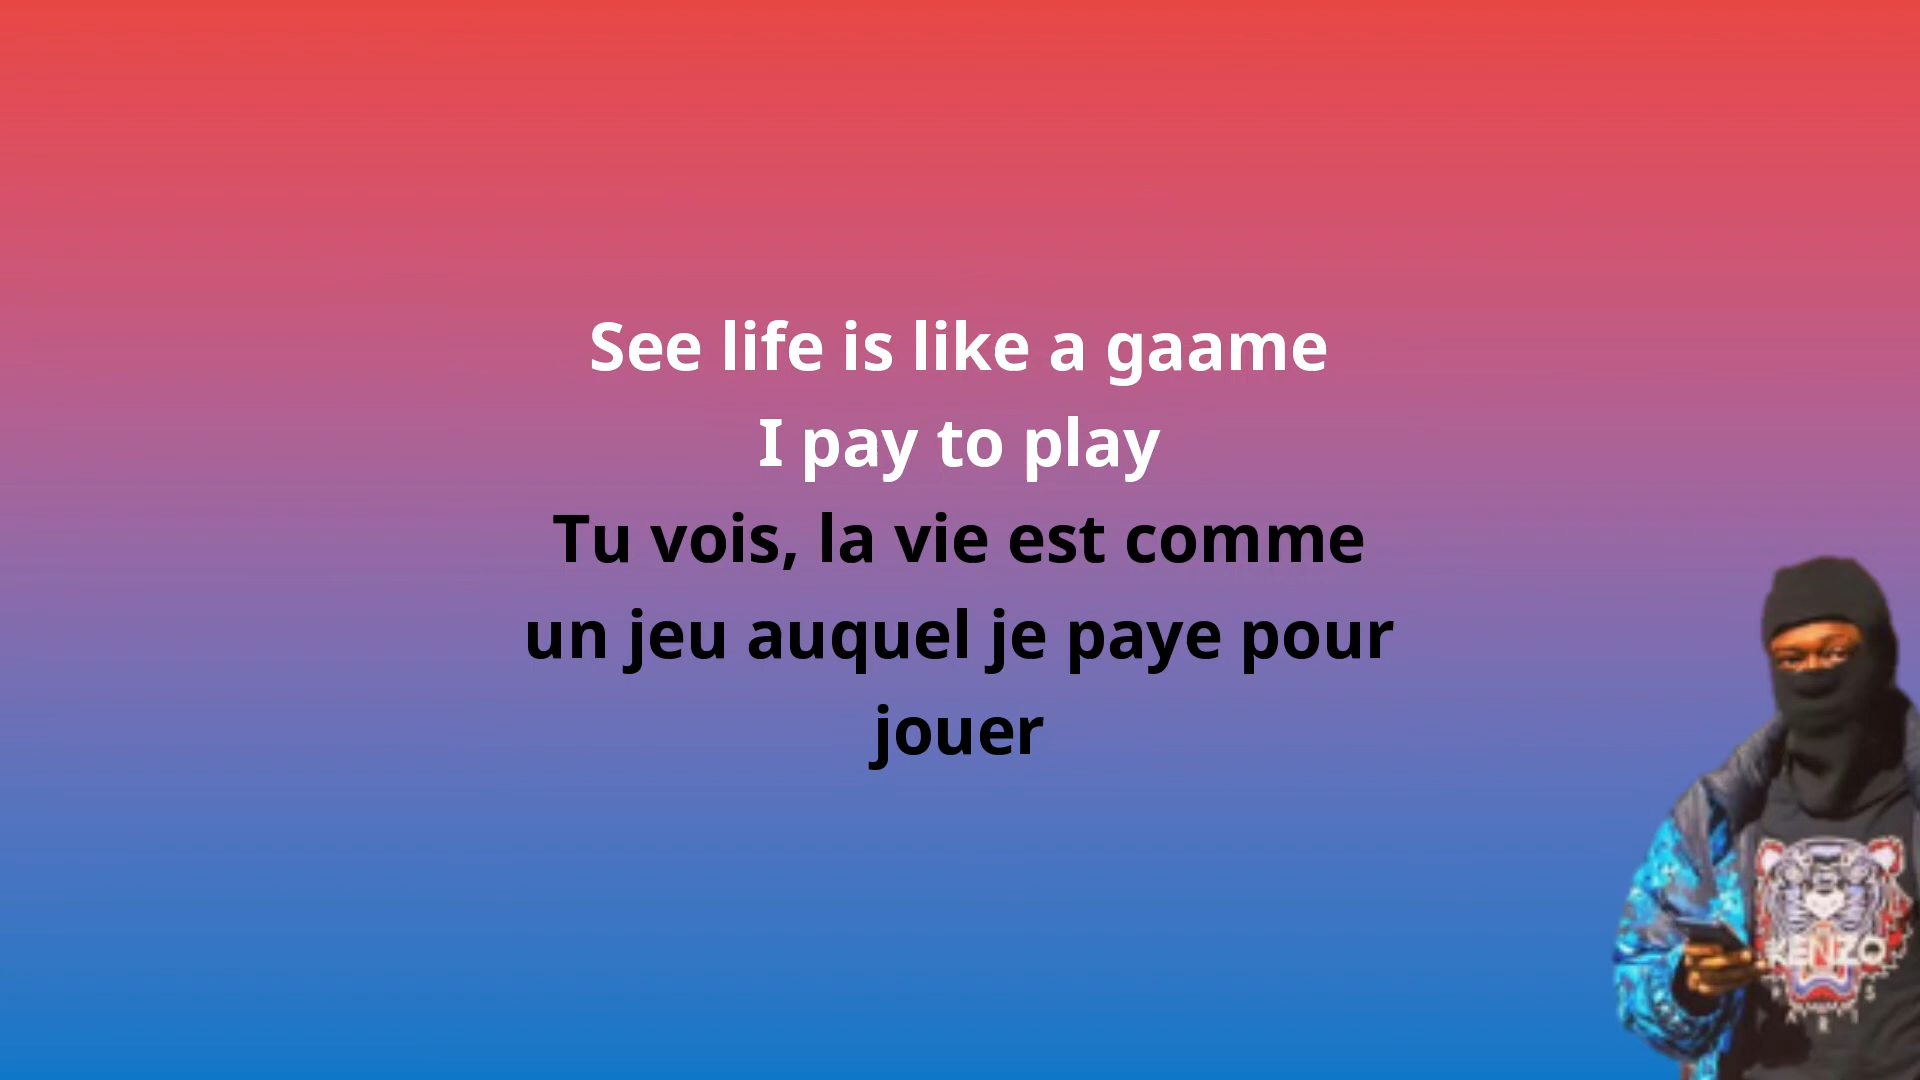 See life is like a gaame
I pay to play
Tu vois, la vie est comme
un jeu auquel je paye pour
jouer
KENZO
PARIS